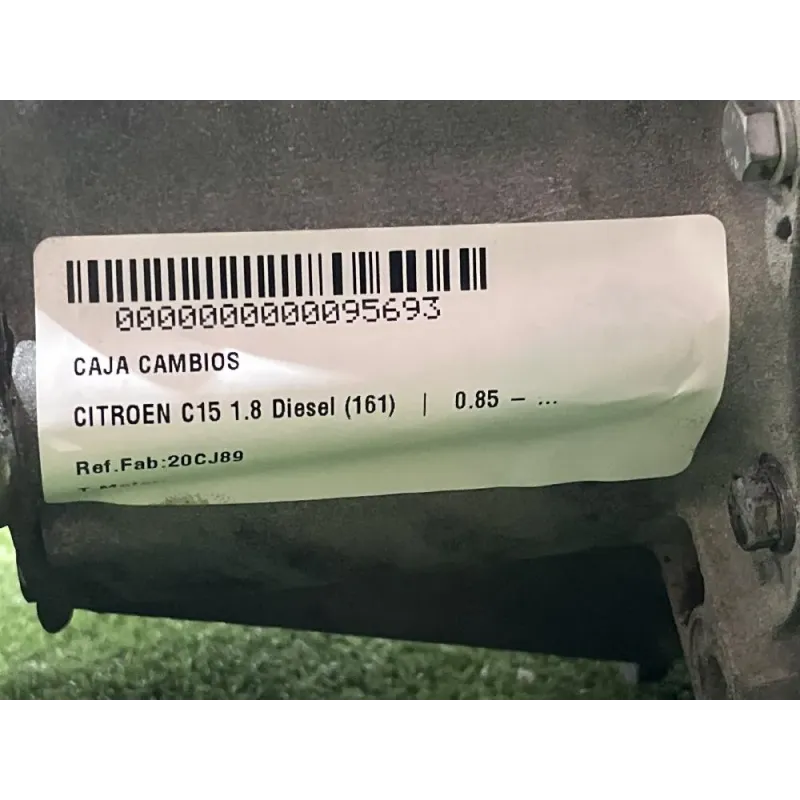 0000000000095693
CAJA CAMBIOS
CITROEN C15 1.8 Diesel (161) | 0.85 – ...
Ref.Fab:20CJ89